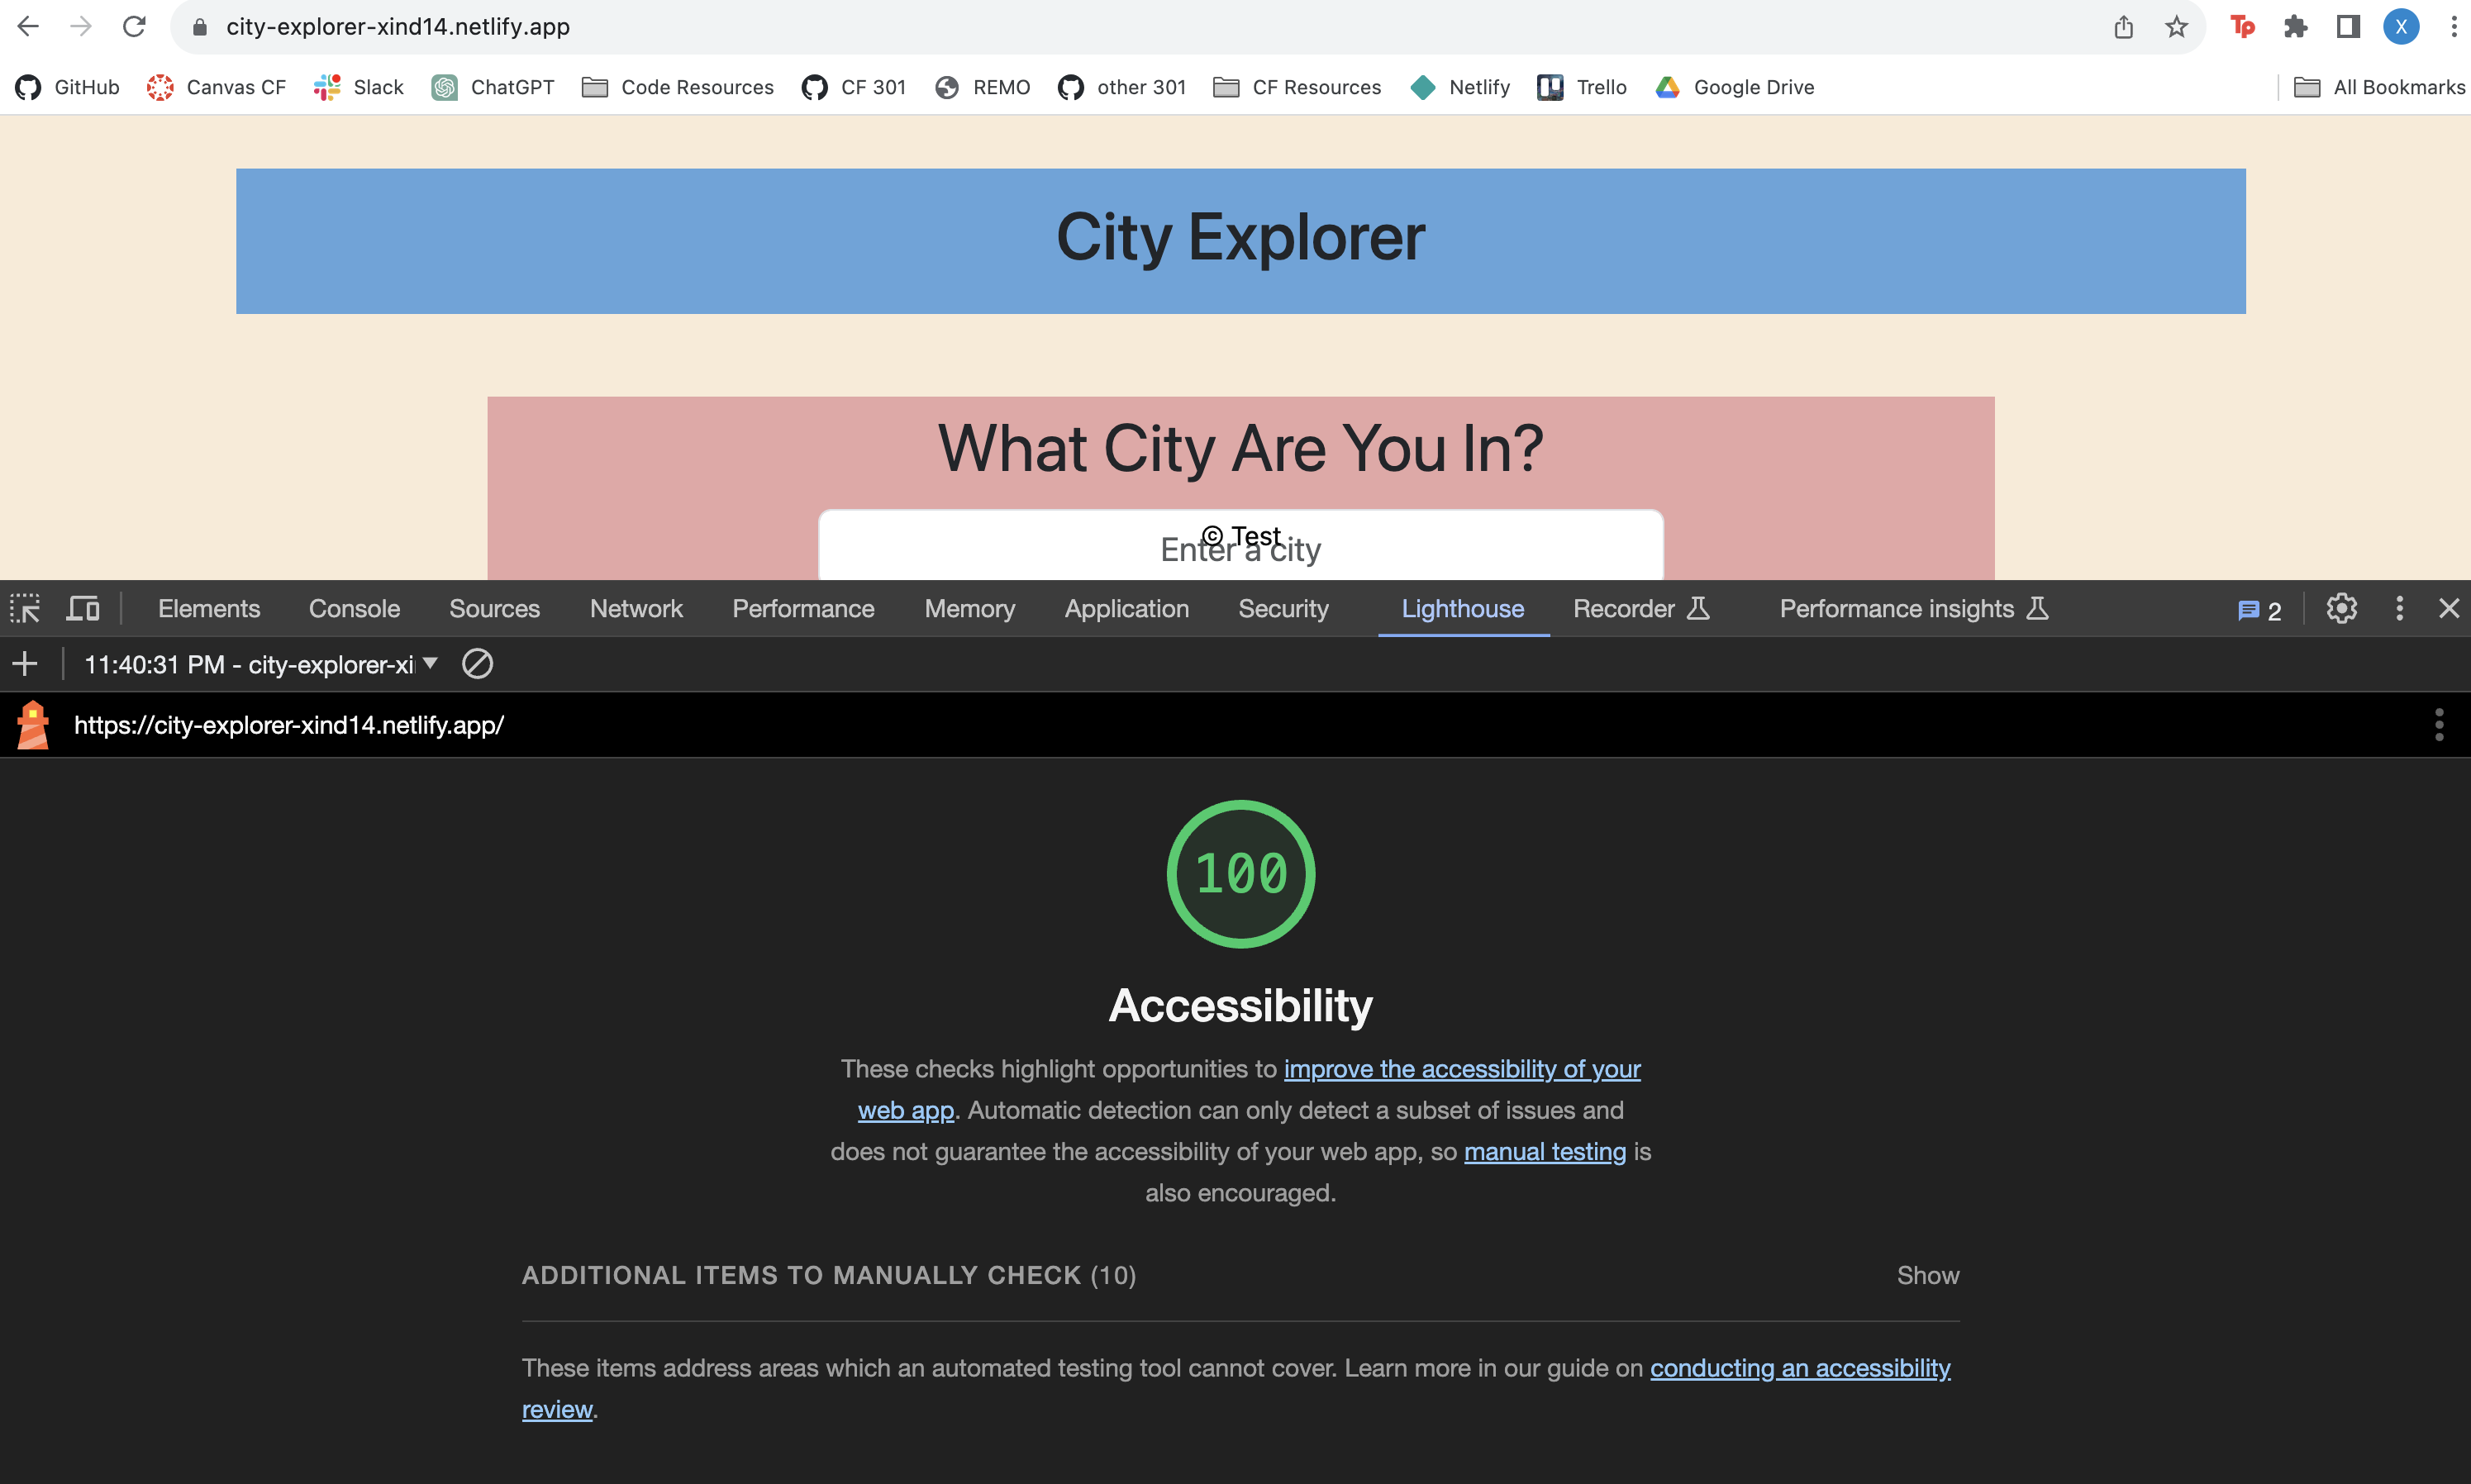 city-explorer-xind14.netlify.app
Tp
X
GitHub Canvas CF Slack ChatGPT Code Resources CF 301 REMO other 301 CF Resources Netlify Trello Google Drive All Bookmarks
City Explorer
What City Are You In?
© Test
Enter a city
Elements Console Sources Network Performance Memory Application Security Lighthouse Recorder Performance insights 2
11:40:31 PM - city-explorer-xi
https://city-explorer-xind14.netlify.app/
100
Accessibility
These checks highlight opportunities to improve the accessibility of your
web app. Automatic detection can only detect a subset of issues and
does not guarantee the accessibility of your web app, so manual testing is
also encouraged.
ADDITIONAL ITEMS TO MANUALLY CHECK (10) Show
These items address areas which an automated testing tool cannot cover. Learn more in our guide on conducting an accessibility
review.